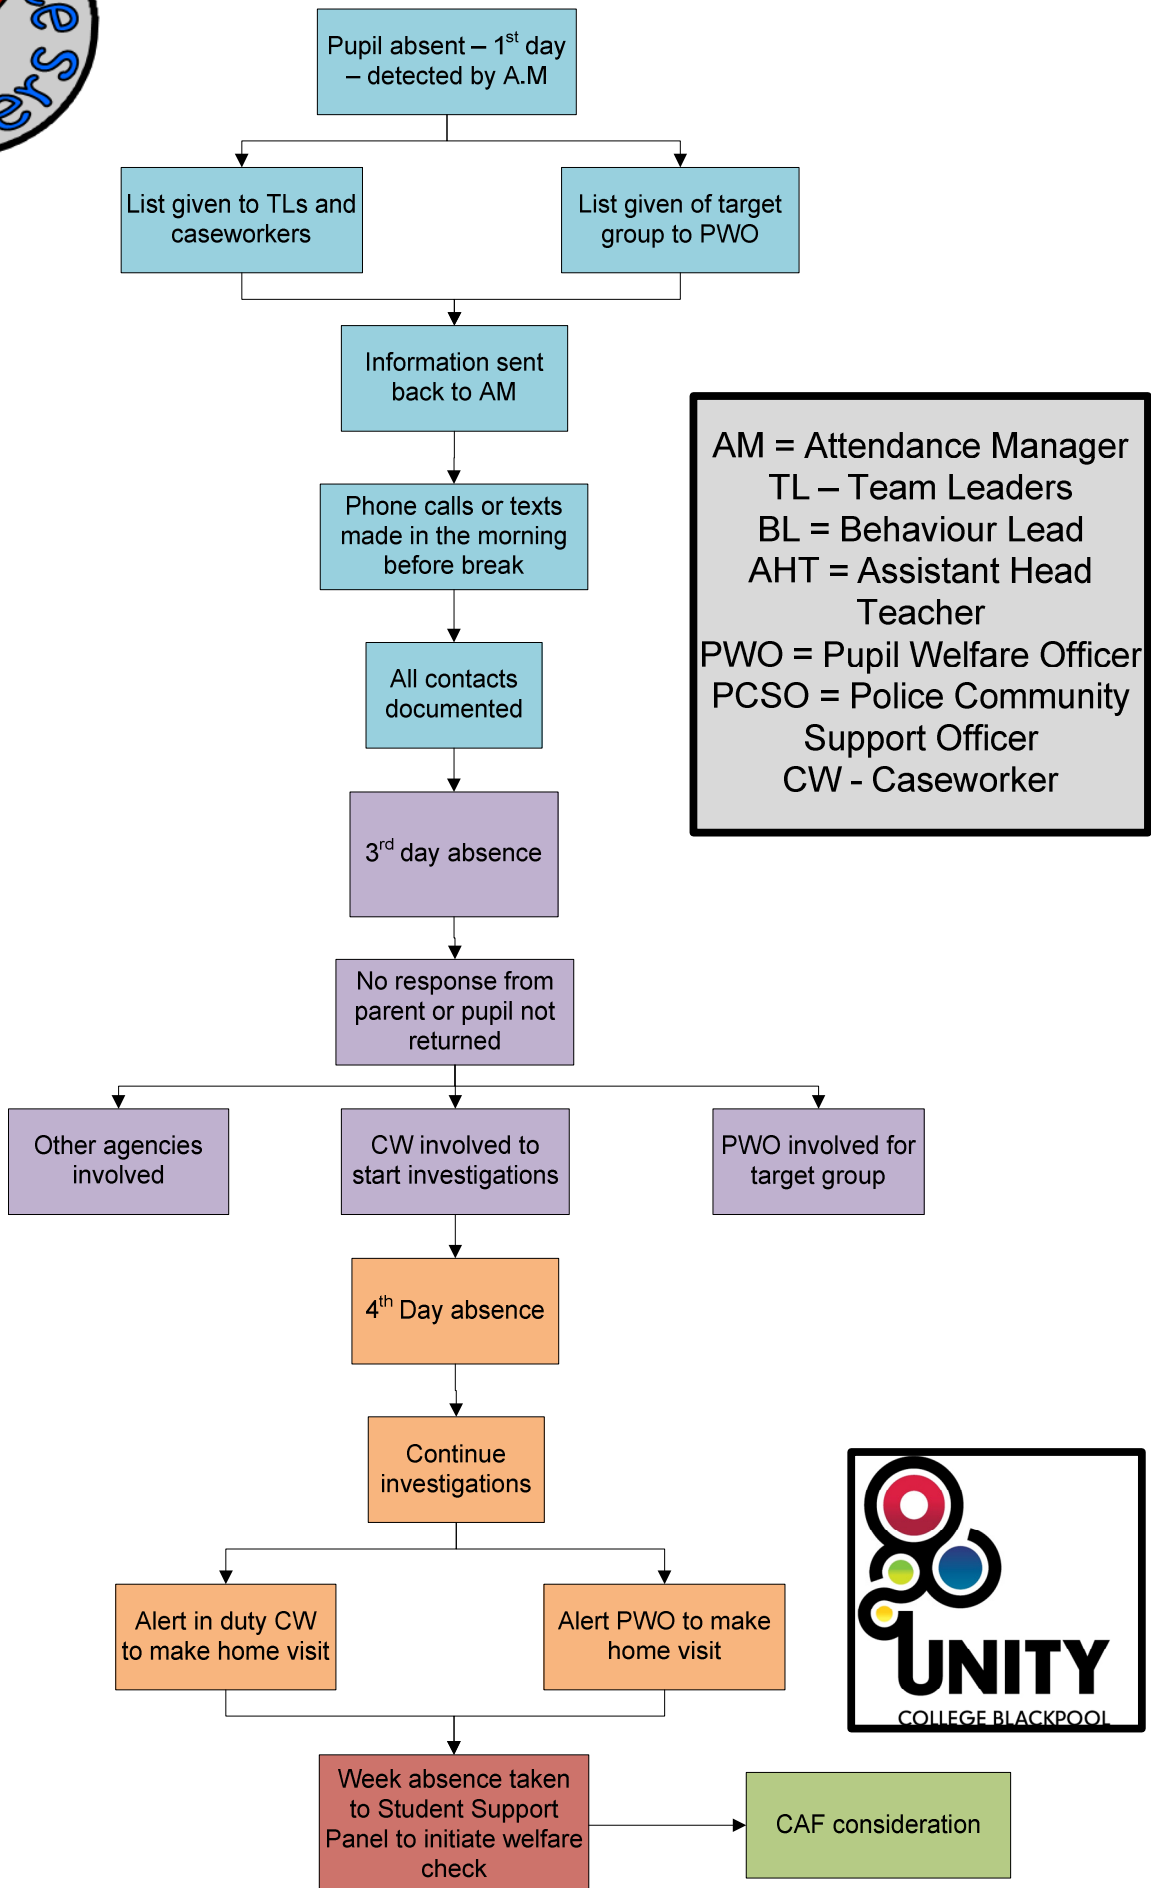 Pupil absent – 1st day
– detected by A.M
List given to TLs and
caseworkers
List given of target
group to PWO
Information sent
back to AM
Phone calls or texts
made in the morning
before break
All contacts
documented
AM = Attendance Manager
TL – Team Leaders
BL = Behaviour Lead
AHT = Assistant Head
Teacher
PWO = Pupil Welfare Officer
PCSO = Police Community
Support Officer
CW - Caseworker
3rd day absence
No response from
parent or pupil not
returned
Other agencies
involved
CW involved to
start investigations
PWO involved for
target group
4th Day absence
Continue
investigations
Alert in duty CW
to make home visit
Alert PWO to make
home visit
UNITY
COLLEGE BLACKPOOL
Week absence taken
to Student Support
Panel to initiate welfare
check
CAF consideration